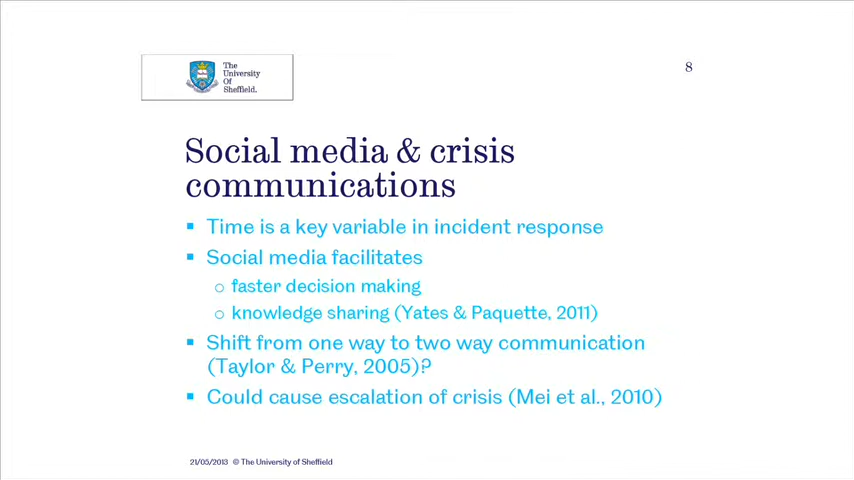 The
University
Of
Sheffield.
8
Social media & crisis
communications
▪ Time is a key variable in incident response
▪ Social media facilitates
o faster decision making
o knowledge sharing (Yates & Paquette, 2011)
▪ Shift from one way to two way communication
(Taylor & Perry, 2005)?
▪ Could cause escalation of crisis (Mei et al., 2010)
21/05/2013 © The University of Sheffield